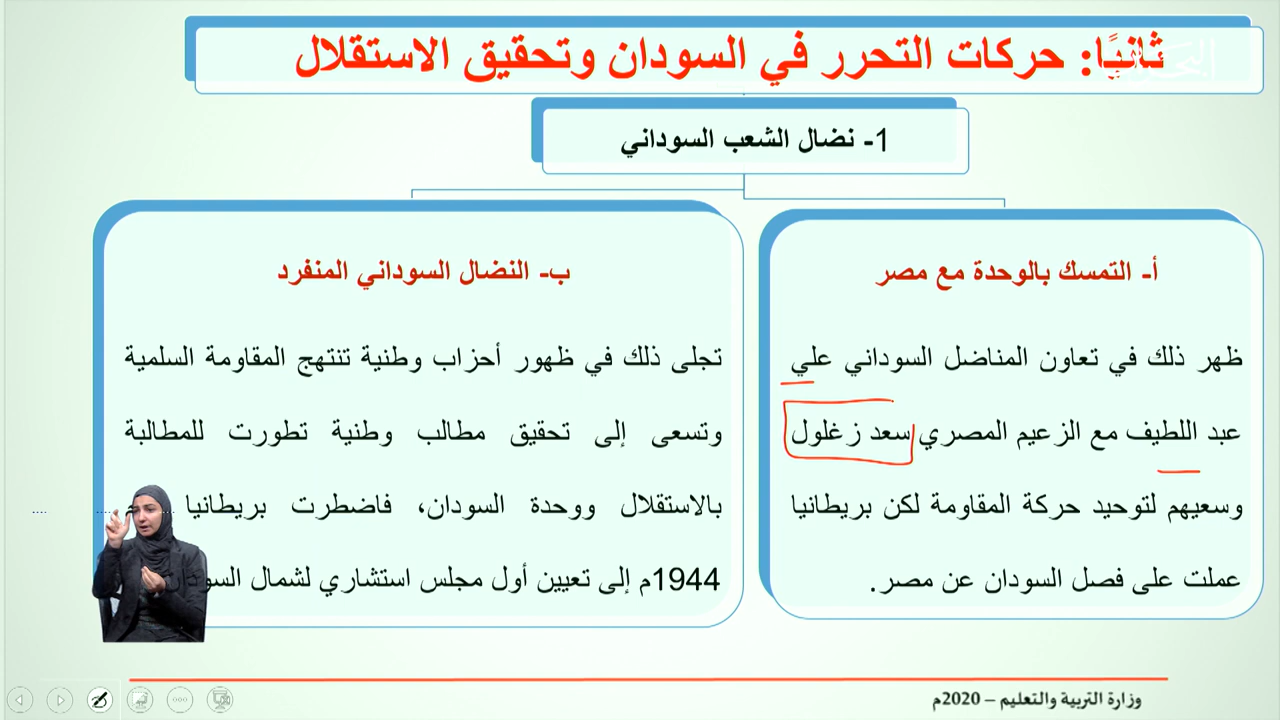 ثانيًا: حركات التحرر في السودان وتحقيق الاستقلال
1- نضال الشعب السوداني
أ- التمسك بالوحدة مع مصر
ظهر ذلك في تعاون المناضل السوداني علي
عبد اللطيف مع الزعيم المصري سعد زغلول
وسعيهم لتوحيد حركة المقاومة لكن بريطانيا
عملت على فصل السودان عن مصر.
ب- النضال السوداني المنفرد
تجلى ذلك في ظهور أحزاب وطنية تنتهج المقاومة السلمية
وتسعى إلى تحقيق مطالب وطنية تطورت للمطالبة
بالاستقلال ووحدة السودان، فاضطرت بريطانيا
1944م إلى تعيين أول مجلس استشاري لشمال السودان
وزارة التربية والتعليم – 2020م